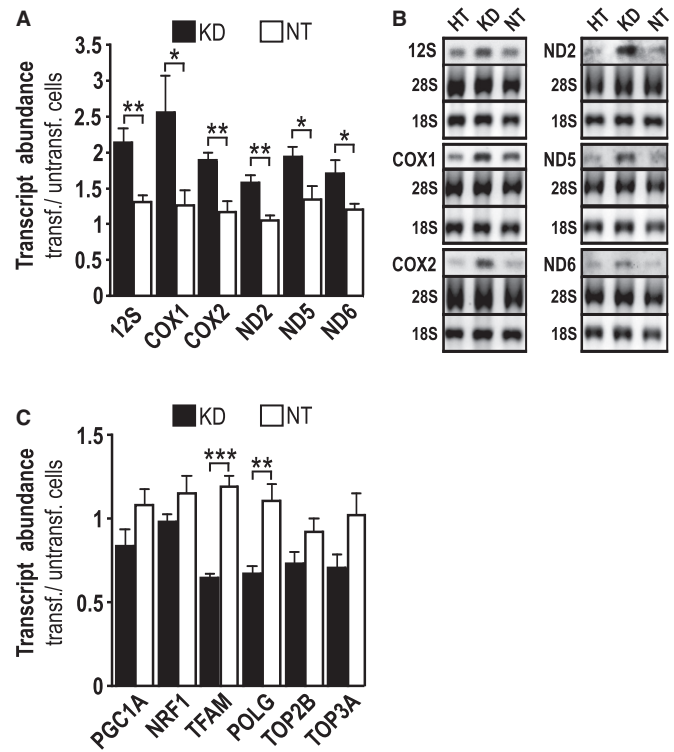 A
KD NT
Transcript abundance
transf./ untransf. cells
3.5
3
2.5
2
1.5
1
0.5
0
** * ** ** * *
12S COX1 COX2 ND2 ND5 ND6
B
HT KD NT HT KD NT
12S ND2
28S 28S
18S 18S
COX1 ND5
28S 28S
18S 18S
COX2 ND6
28S 28S
18S 18S
C
KD NT
Transcript abundance
transf./ untransf. cells
1.5
1
0.5
0
*** **
PGC1A NRF1 TFAM POLG TOP2B TOP3A